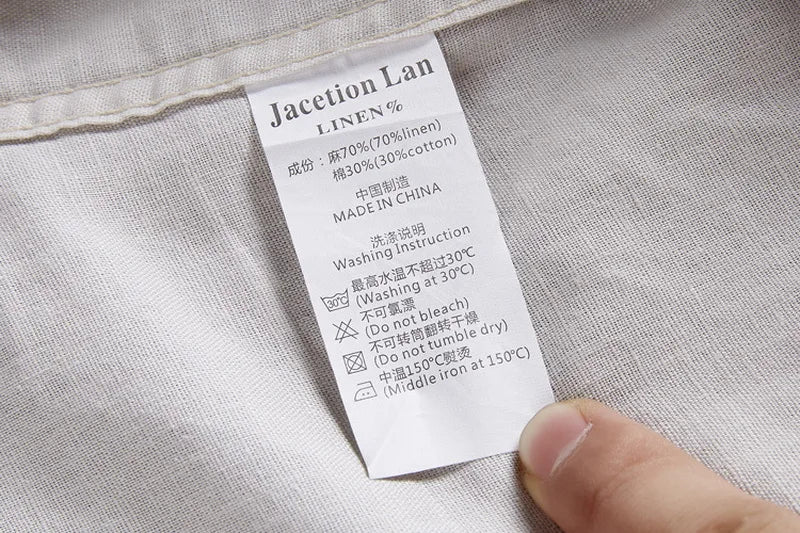 Jacetion Lan
LINEN%
成份：麻70%(70%linen)
棉30%(30%cotton)
中国制造
MADE IN CHINA
洗涤说明
Washing Instruction
30℃ 最高水温不超过30℃
(Washing at 30℃)
不可氯漂
(Do not bleach)
不可转筒翻转干燥
(Do not tumble dry)
中温150℃熨烫
(Middle iron at 150℃)